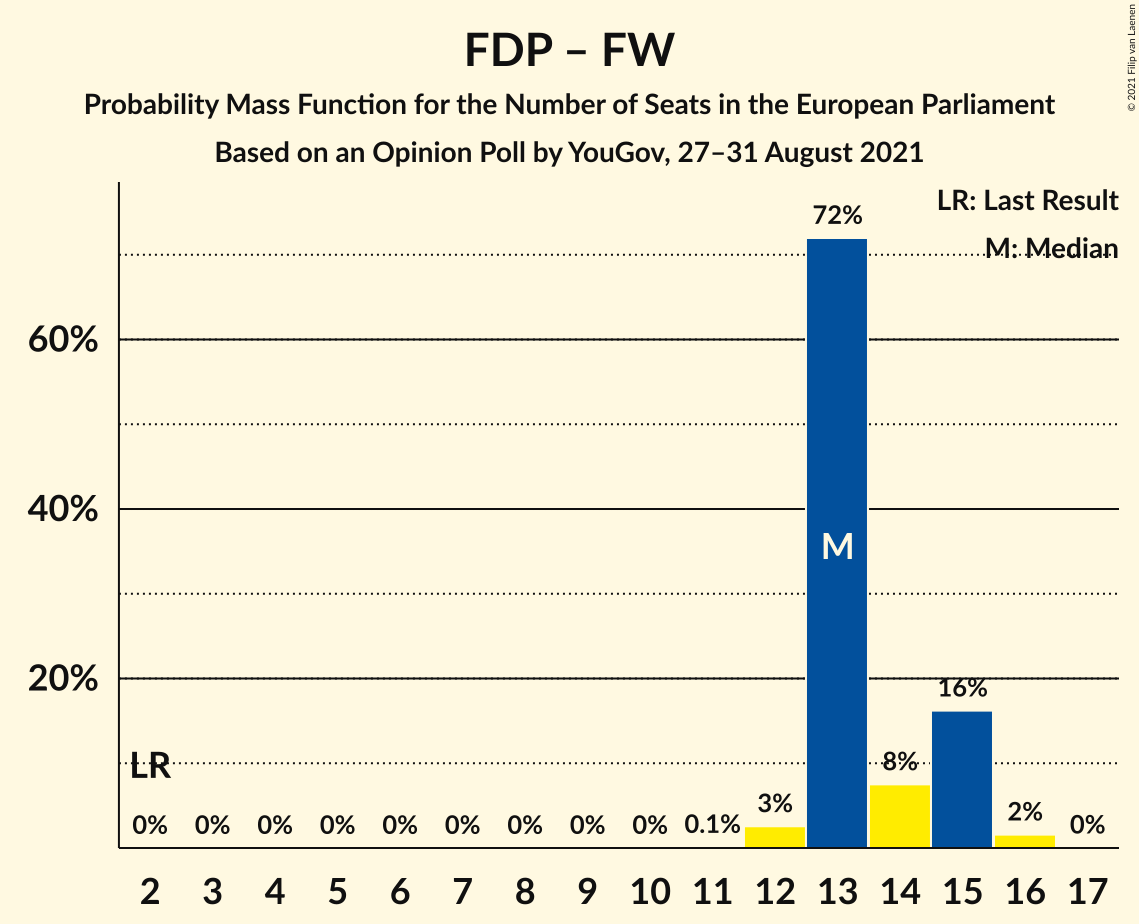 FDP – FW
Probability Mass Function for the Number of Seats in the European Parliament
Based on an Opinion Poll by YouGov, 27–31 August 2021
© 2021 Filip van Laenen
LR: Last Result
M: Median
72%
60%
40%
M
20%
16%
LR
8%
3%
2%
0% 0% 0% 0% 0% 0% 0% 0% 0% 0.1% 0%
2 3 4 5 6 7 8 9 10 11 12 13 14 15 16 17